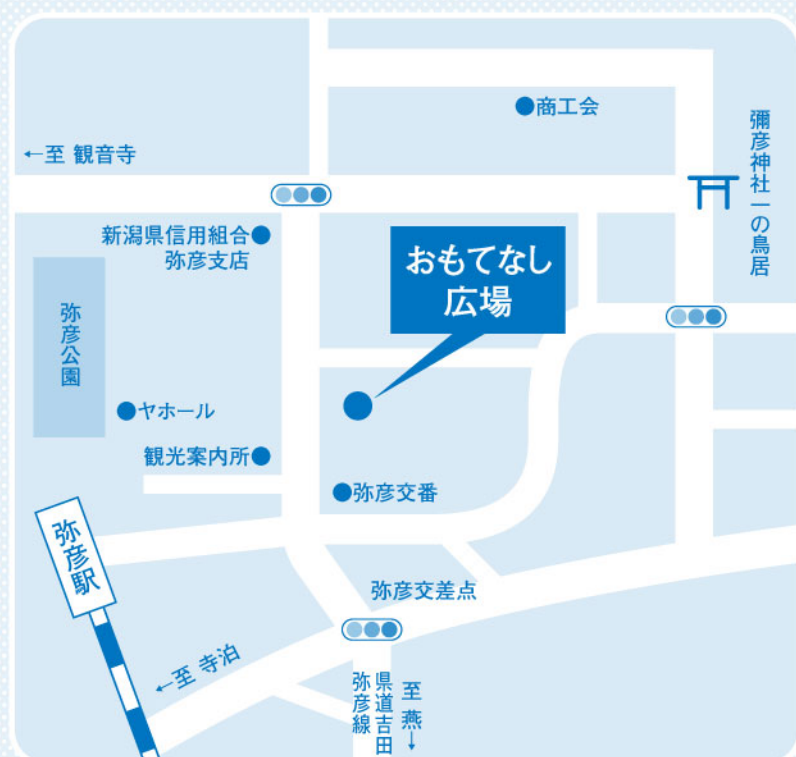 商工会
彌彦神社一の鳥居
←至 観音寺
新潟県信用組合
弥彦支店
おもてなし
広場
弥彦公園
ヤホール
観光案内所
弥彦交番
弥彦駅
弥彦交差点
←至 寺泊
県道吉田
弥彦線
至 燕→